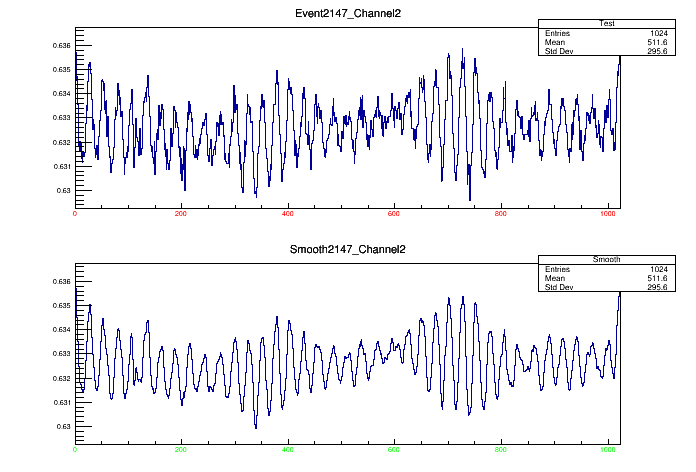 Event2147_Channel2
Test
Entries 1024
Mean 511.6
Std Dev 295.6
0.636
0.635
0.634
0.633
0.632
0.631
0.63
0 200 400 600 800 1000
Smooth2147_Channel2
Smooth
Entries 1024
Mean 511.6
Std Dev 295.6
0.636
0.635
0.634
0.633
0.632
0.631
0.63
0 200 400 600 800 1000